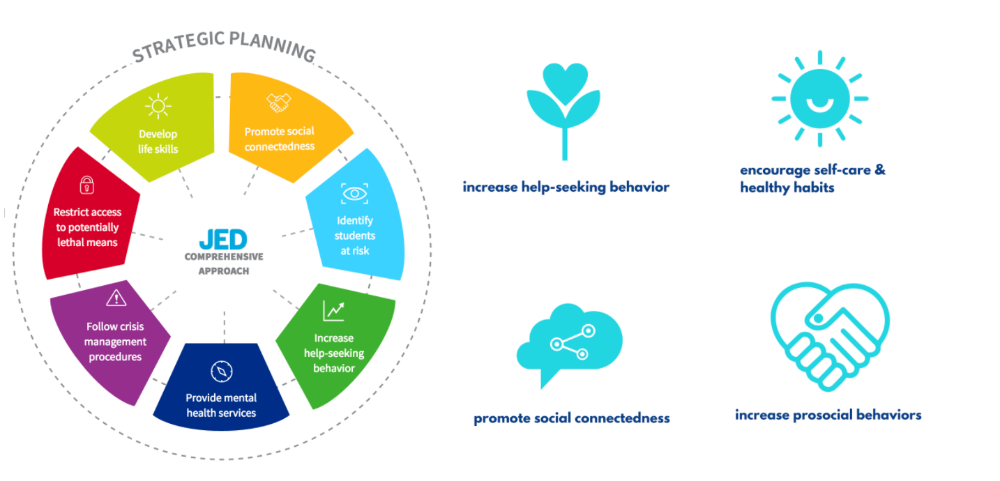 STRATEGIC PLANNING
Develop
life skills
Promote social
connectedness
Identify
students
at risk
Increase
help-seeking
behavior
Provide mental
health services
Follow crisis
management
procedures
Restrict access
to potentially
lethal means
JED
COMPREHENSIVE
APPROACH
increase help-seeking behavior
encourage self-care &
healthy habits
promote social connectedness
increase prosocial behaviors